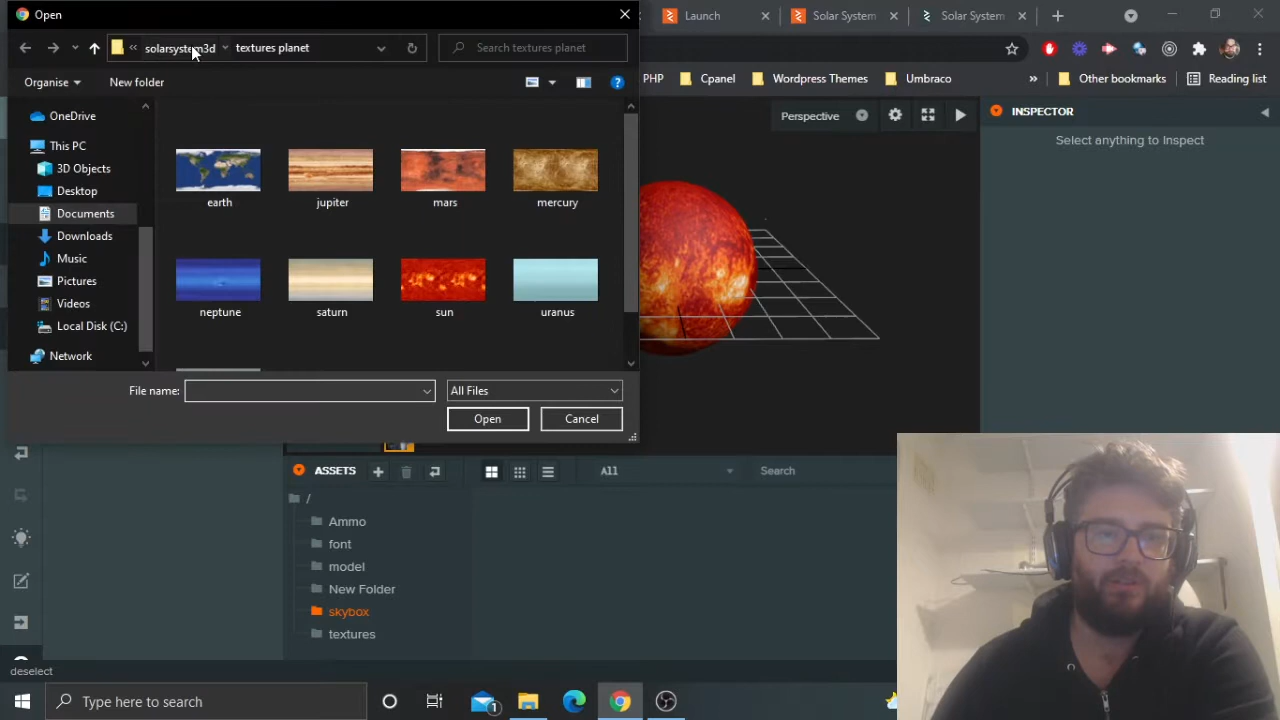 Open
Launch
Solar System
Solar System
solarsystem3d
textures planet
Search textures planet
PHP
Cpanel
Wordpress Themes
Umbraco
Other bookmarks
Reading list
Organise
New folder
OneDrive
This PC
3D Objects
Desktop
Documents
Downloads
Music
Pictures
Videos
Local Disk (C:)
Network
earth
jupiter
mars
mercury
neptune
saturn
sun
uranus
File name:
All Files
Open
Cancel
Perspective
INSPECTOR
Select anything to Inspect
ASSETS
All
Search
/
Ammo
font
model
New Folder
skybox
textures
deselect
Type here to search
1